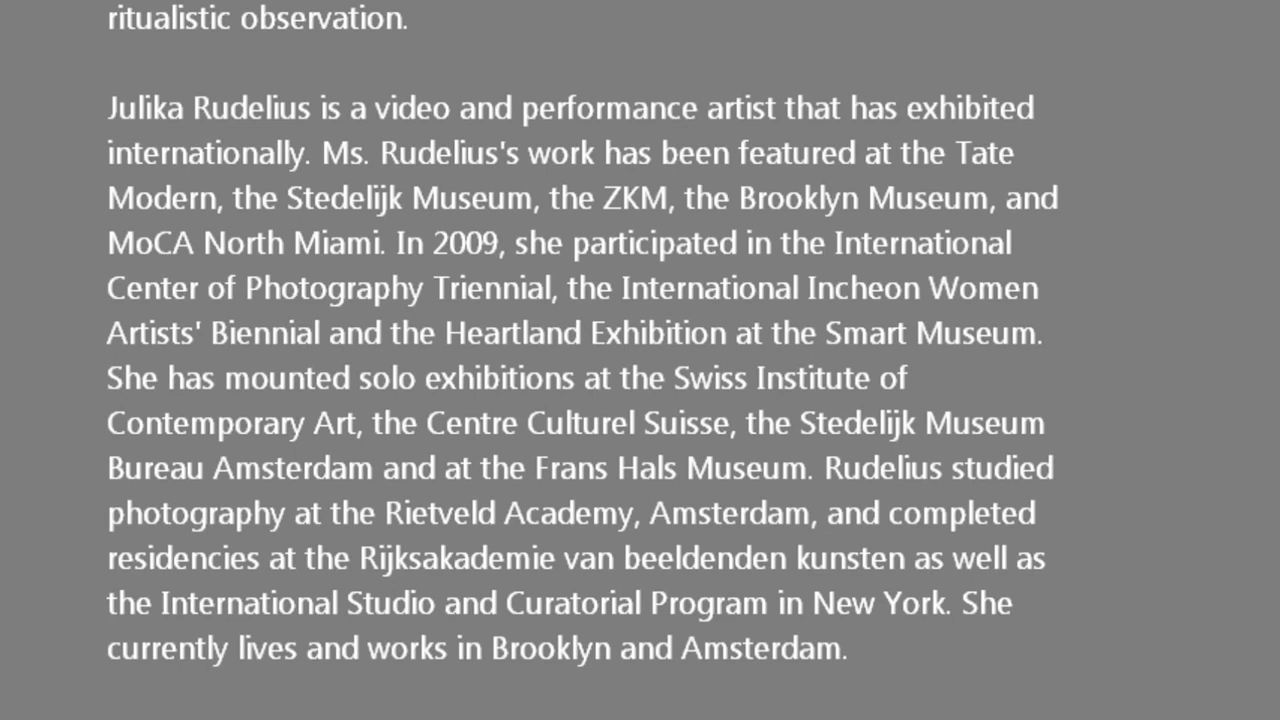 ritualistic observation.
Julika Rudelius is a video and performance artist that has exhibited
internationally. Ms. Rudelius's work has been featured at the Tate
Modern, the Stedelijk Museum, the ZKM, the Brooklyn Museum, and
MoCA North Miami. In 2009, she participated in the International
Center of Photography Triennial, the International Incheon Women
Artists' Biennial and the Heartland Exhibition at the Smart Museum.
She has mounted solo exhibitions at the Swiss Institute of
Contemporary Art, the Centre Culturel Suisse, the Stedelijk Museum
Bureau Amsterdam and at the Frans Hals Museum. Rudelius studied
photography at the Rietveld Academy, Amsterdam, and completed
residencies at the Rijksakademie van beeldenden kunsten as well as
the International Studio and Curatorial Program in New York. She
currently lives and works in Brooklyn and Amsterdam.